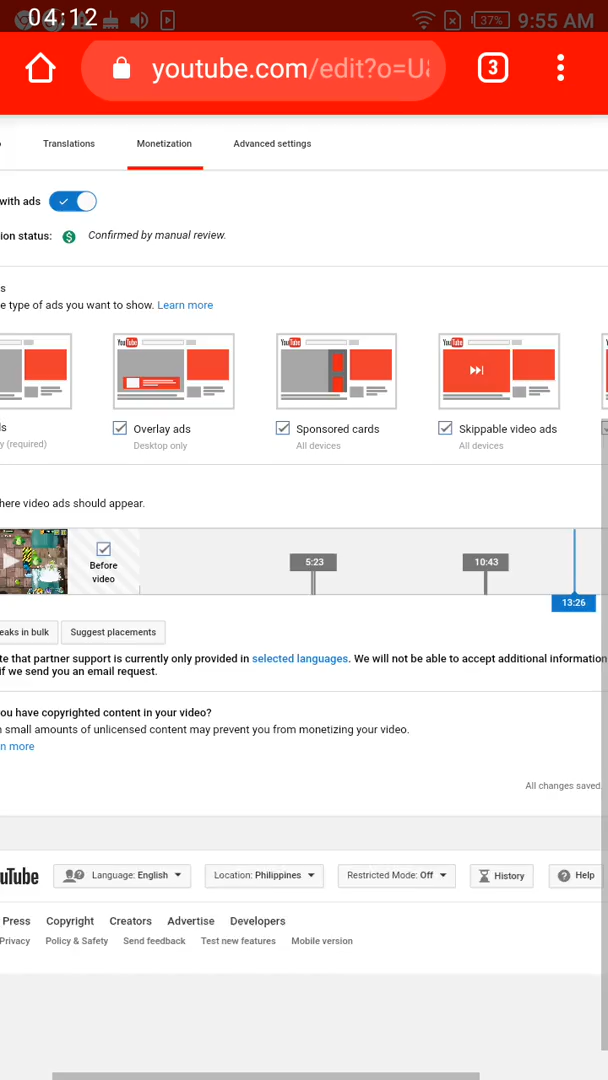 04:12
37% 9:55 AM
youtube.com/edit?o=U
3
Translations Monetization Advanced settings
with ads
ion status: $ Confirmed by manual review.
s
e type of ads you want to show. Learn more
YouTube YouTube YouTube
ls Overlay ads Sponsored cards Skippable video ads
y (required) Desktop only All devices All devices
here video ads should appear.
Before
video
5:23 10:43
13:26
eaks in bulk Suggest placements
te that partner support is currently only provided in selected languages. We will not be able to accept additional information
if we send you an email request.
ou have copyrighted content in your video?
n small amounts of unlicensed content may prevent you from monetizing your video.
n more
All changes saved.
uTube Language: English Location: Philippines Restricted Mode: Off History Help
Press Copyright Creators Advertise Developers
Privacy Policy & Safety Send feedback Test new features Mobile version